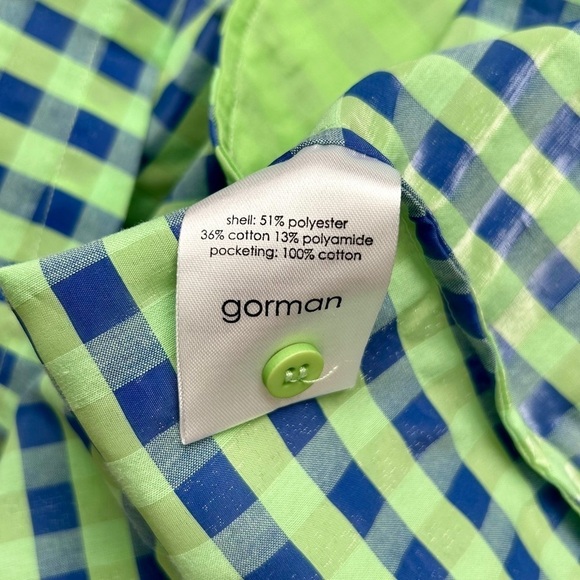 shell: 51% polyester
36% cotton 13% polyamide
pocketing: 100% cotton
gorman